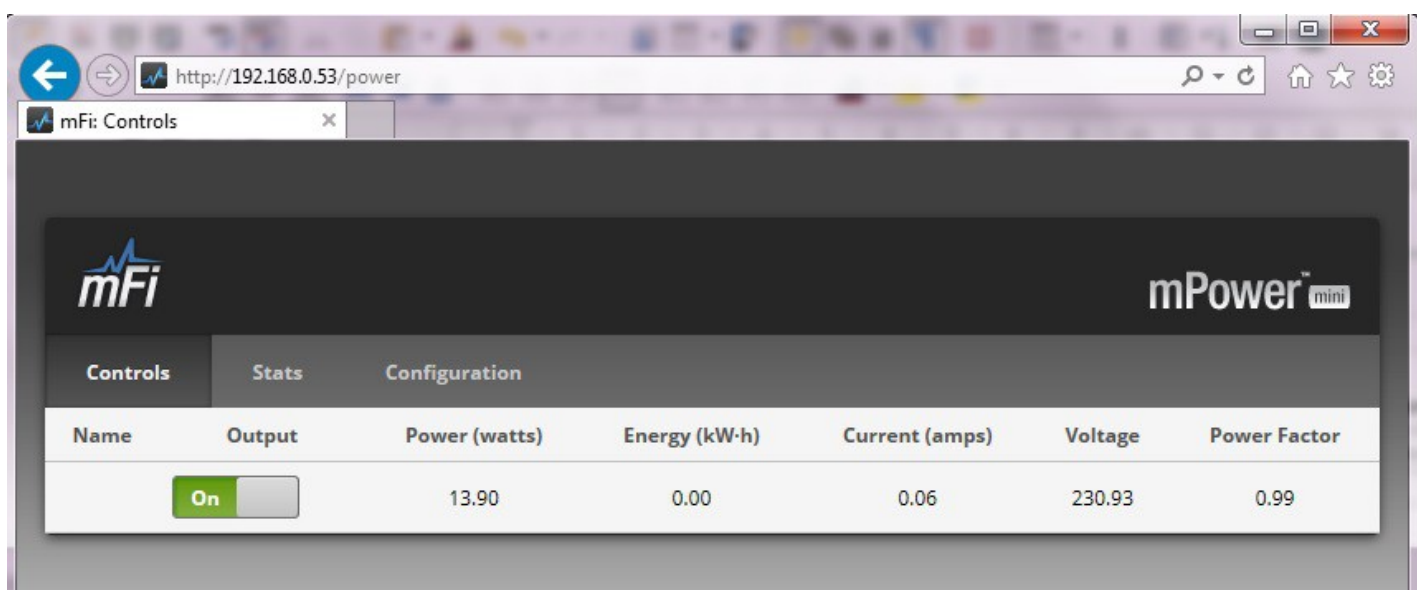 http://192.168.0.53/power
mFi: Controls
mFi
mPower™ mini
Controls Stats Configuration
Name Output Power (watts) Energy (kW·h) Current (amps) Voltage Power Factor
On 13.90 0.00 0.06 230.93 0.99